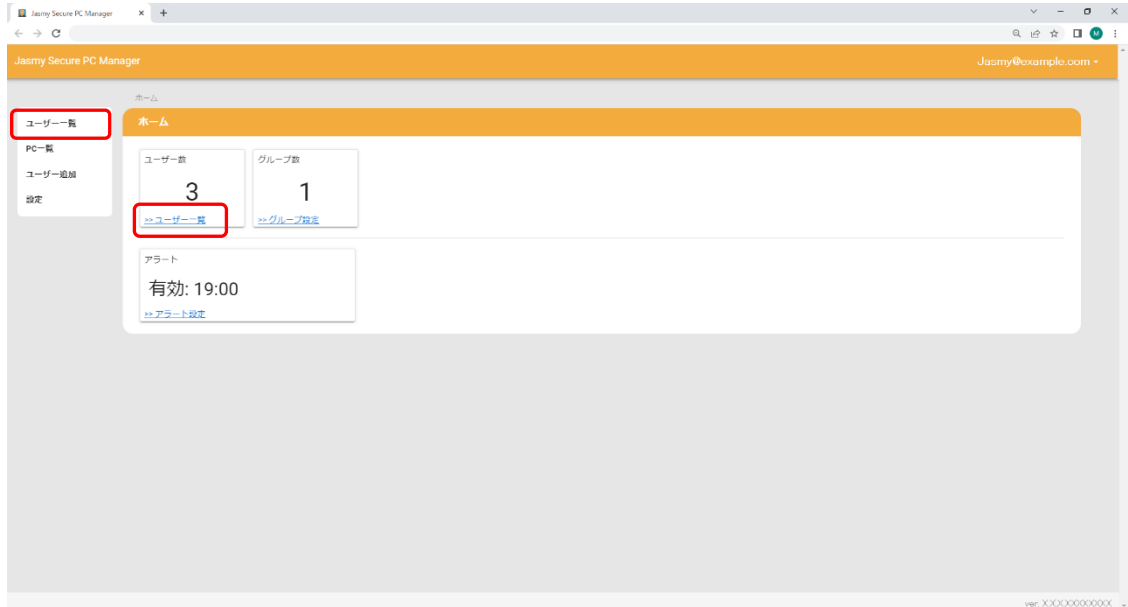 Jasmy Secure PC Manager
M
Jasmy Secure PC Manager
Jasmy@example.com
ホーム
ユーザー一覧
PC一覧
ユーザー追加
設定
ホーム
ユーザー数
3
>> ユーザー一覧
グループ数
1
>> グループ設定
アラート
有効: 19:00
>> アラート設定